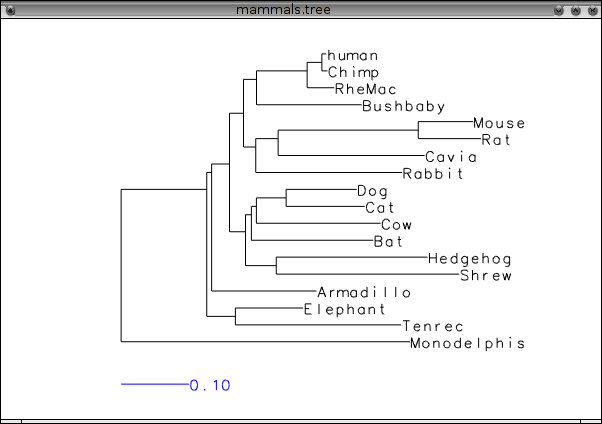 mammals.tree
human
Chimp
RheMac
Bushbaby
Mouse
Rat
Cavia
Rabbit
Dog
Cat
Cow
Bat
Hedgehog
Shrew
Armadillo
Elephant
Tenrec
Monodelphis
0.10